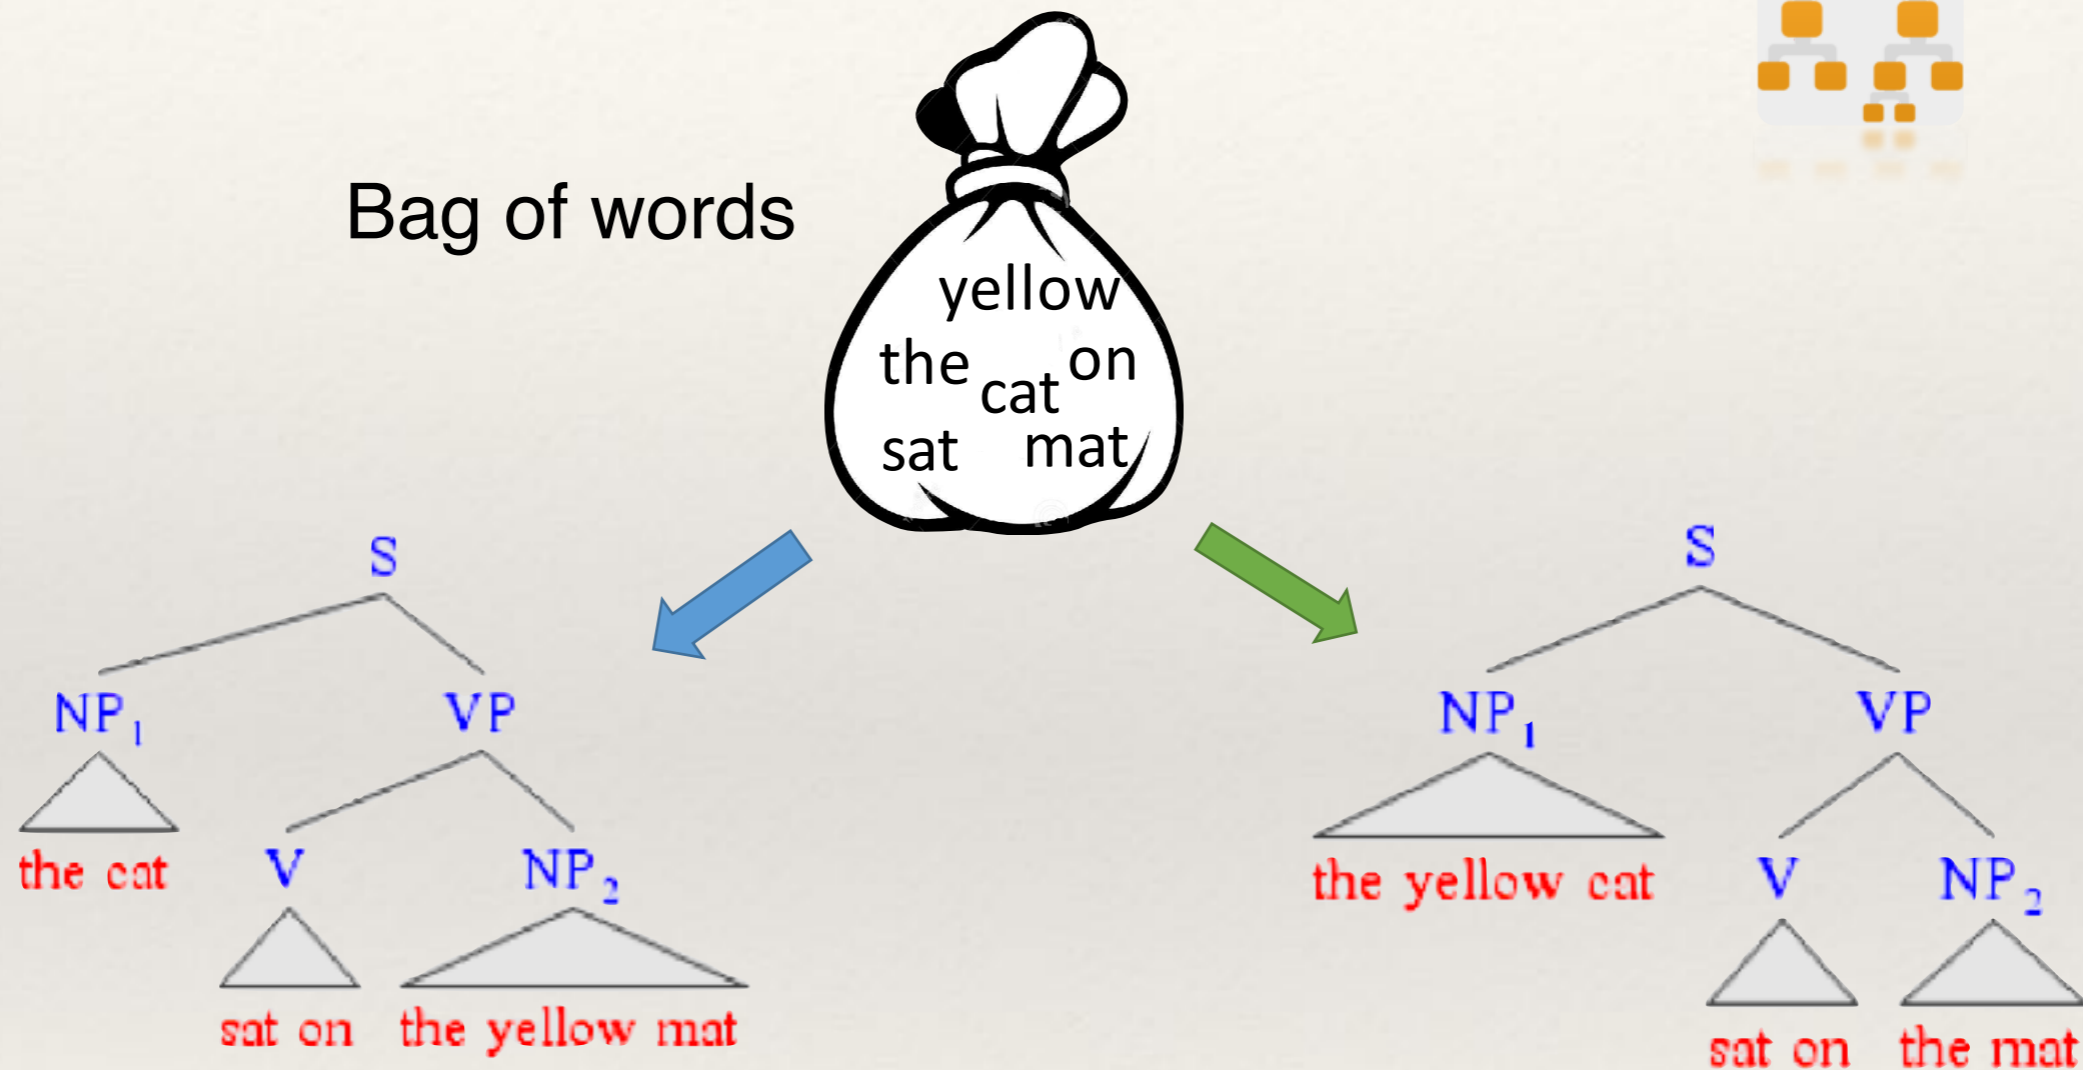 Bag of words
yellow
the cat on
sat mat
S
NP1 VP
the cat V NP2
sat on the yellow mat
S
NP1 VP
the yellow cat V NP2
sat on the mat